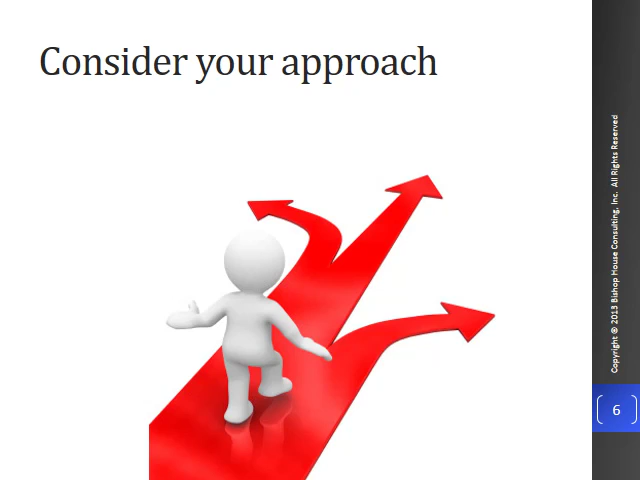 Consider your approach
Copyright © 2013 Bishop House Consulting, Inc. All Rights Reserved
6